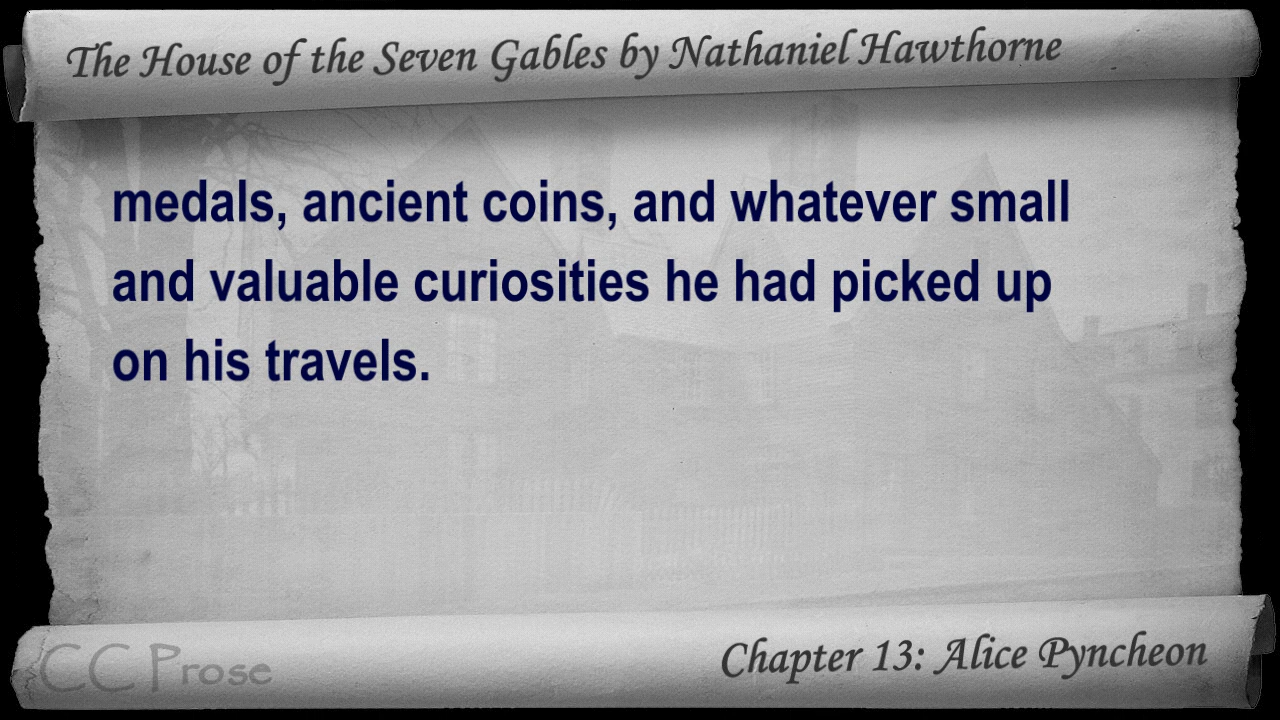 The House of the Seven Gables by Nathaniel Hawthorne
medals, ancient coins, and whatever small
and valuable curiosities he had picked up
on his travels.
CC Prose
Chapter 13: Alice Pyncheon